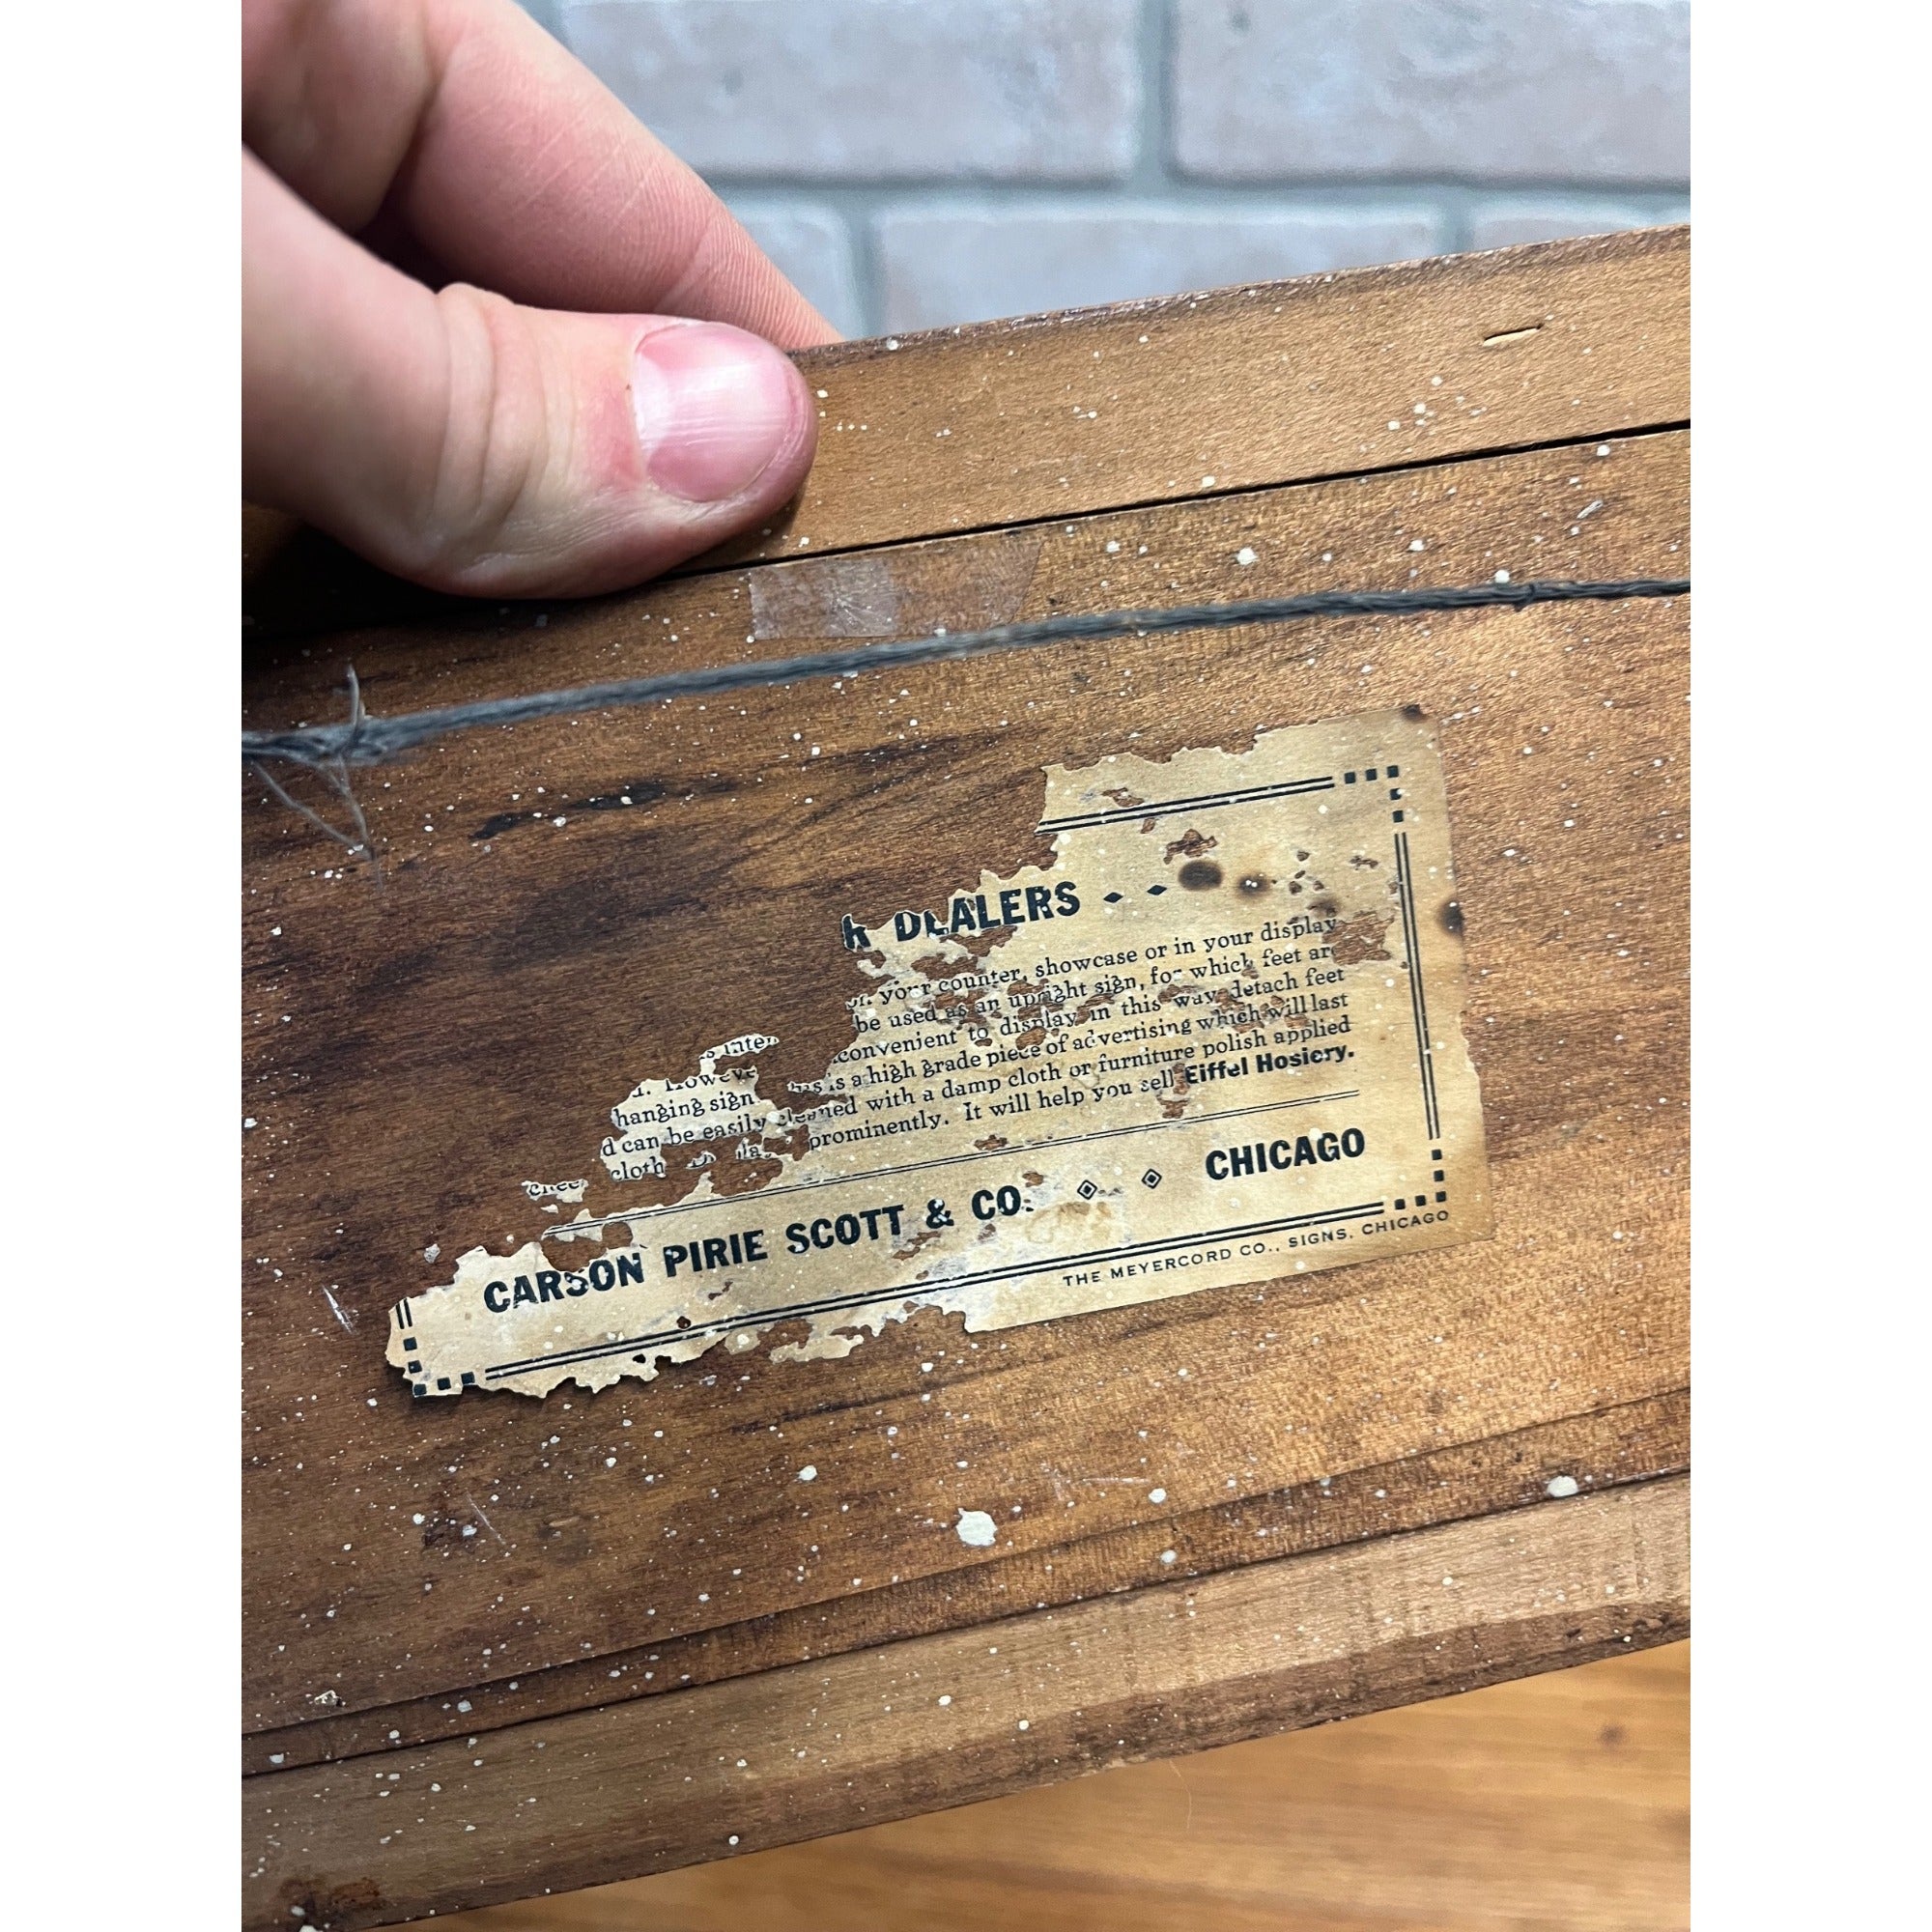 DEALERS
your counter, showcase or in your display
be used as an upright sign, for which feet are
convenient to display in this way detach feet
hanging sign is a high grade piece of advertising which will last
can be easily cleaned with a damp cloth or furniture polish applied
cloth prominently. It will help you sell Eiffel Hosiery.
CARSON PIRIE SCOTT & CO. CHICAGO
THE MEYERCORD CO., SIGNS, CHICAGO